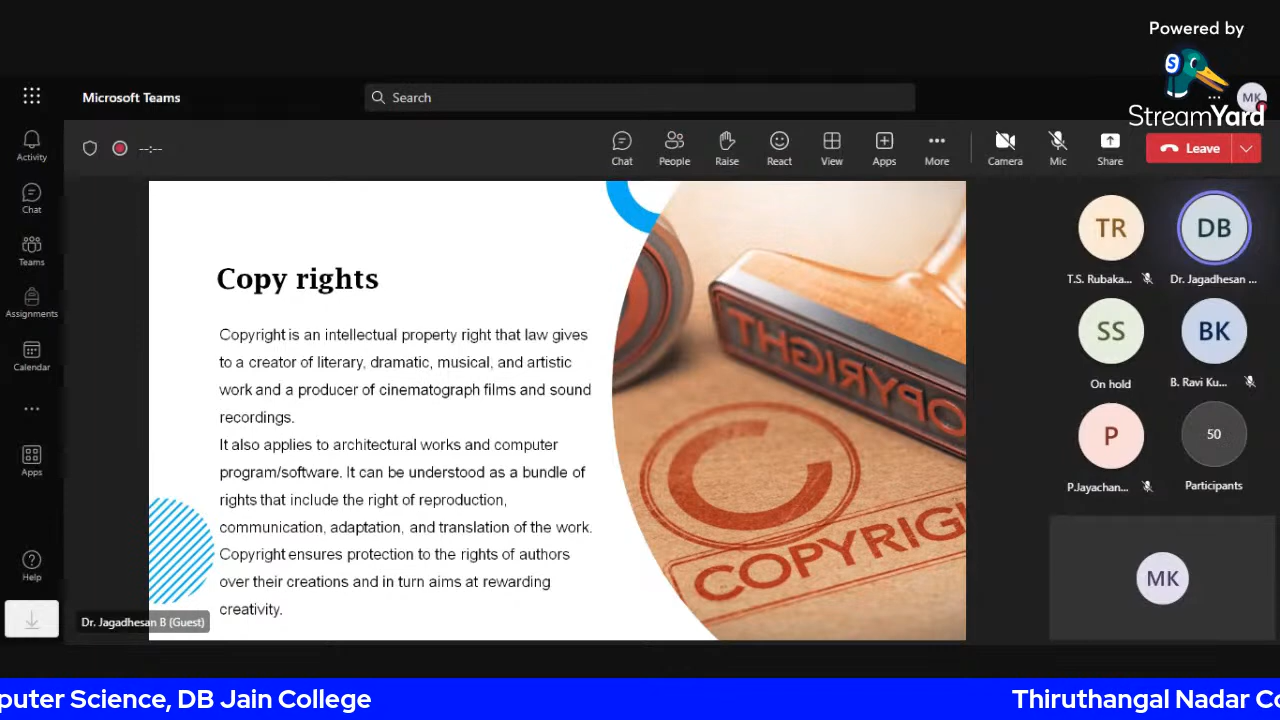 Powered by
StreamYard
Microsoft Teams
Search
MK
Activity
Chat
Teams
Assignments
Calendar
Apps
Help
--:--
Chat
People
Raise
React
View
Apps
More
Camera
Mic
Share
Leave
Copy rights
Copyright is an intellectual property right that law gives
to a creator of literary, dramatic, musical, and artistic
work and a producer of cinematograph films and sound
recordings.
It also applies to architectural works and computer
program/software. It can be understood as a bundle of
rights that include the right of reproduction,
communication, adaptation, and translation of the work.
Copyright ensures protection to the rights of authors
over their creations and in turn aims at rewarding
creativity.
COPYRIGHT
C
COPYRIG
Dr. Jagadhesan B (Guest)
TR
T.S. Rubaka...
DB
Dr. Jagadhesan ...
SS
On hold
BK
B. Ravi Ku...
P
P.Jayachan...
50
Participants
MK
puter Science, DB Jain College
Thiruthangal Nadar Co